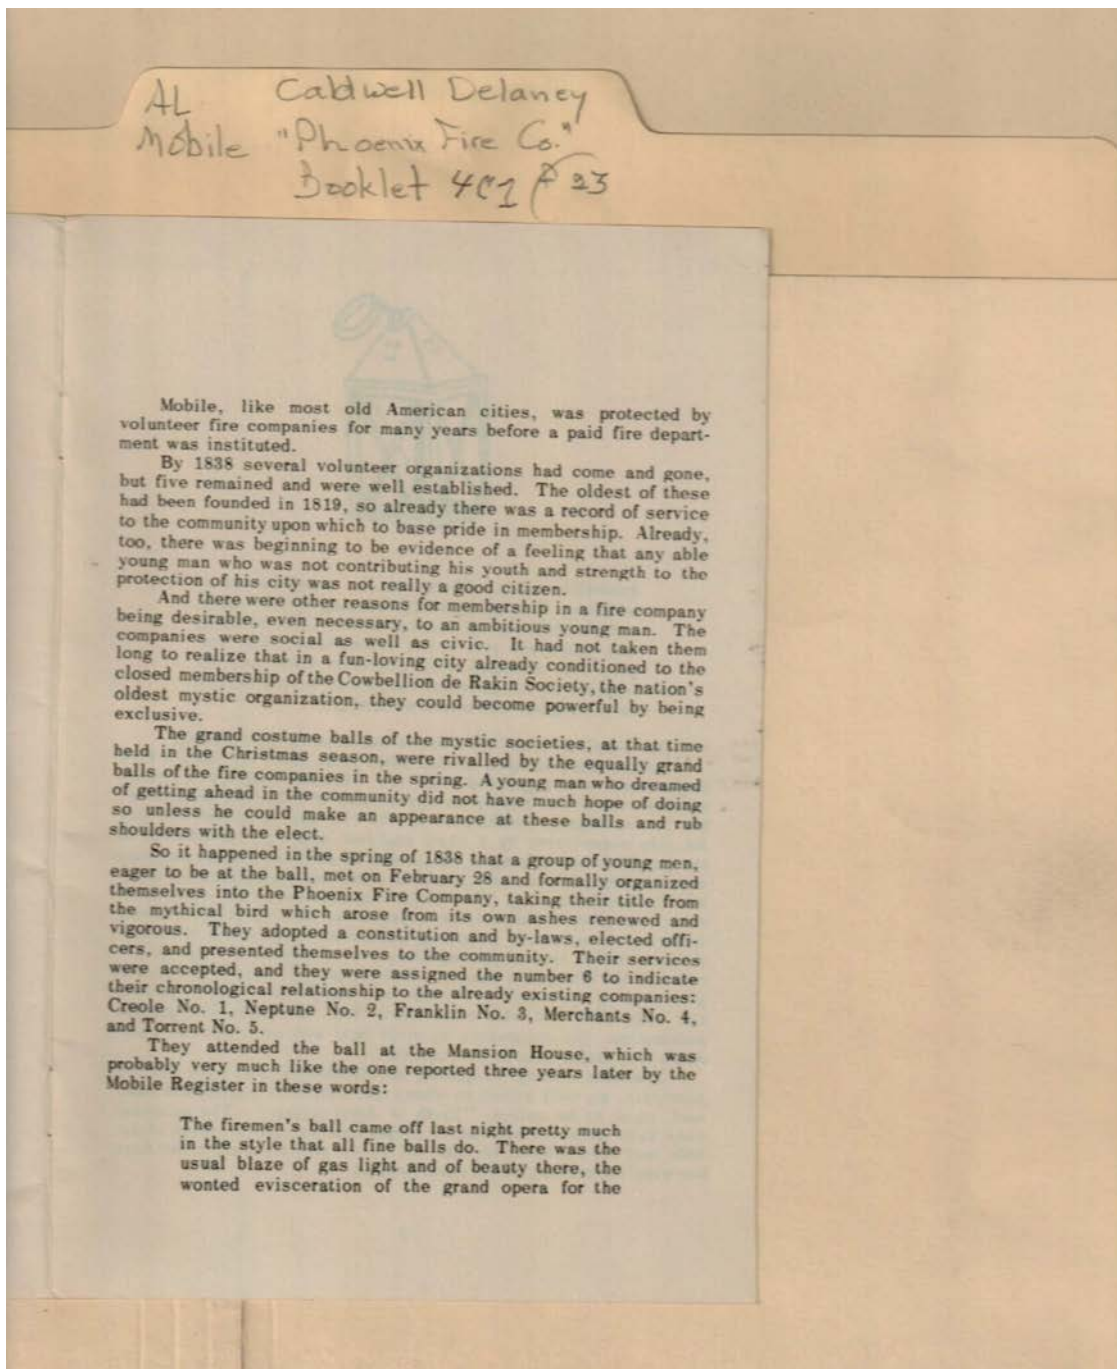 AL Caldwell Delaney
Mobile "Phoenix Fire Co."
Booklet 4C1 23
Mobile, like most old American cities, was protected by
volunteer fire companies for many years before a paid fire depart-
ment was instituted.
By 1838 several volunteer organizations had come and gone,
but five remained and were well established. The oldest of these
had been founded in 1819, so already there was a record of service
to the community upon which to base pride in membership. Already,
too, there was beginning to be evidence of a feeling that any able
young man who was not contributing his youth and strength to the
protection of his city was not really a good citizen.
And there were other reasons for membership in a fire company
being desirable, even necessary, to an ambitious young man. The
companies were social as well as civic. It had not taken them
long to realize that in a fun-loving city already conditioned to the
closed membership of the Cowbellion de Rakin Society, the nation's
oldest mystic organization, they could become powerful by being
exclusive.
The grand costume balls of the mystic societies, at that time
held in the Christmas season, were rivalled by the equally grand
balls of the fire companies in the spring. A young man who dreamed
of getting ahead in the community did not have much hope of doing
so unless he could make an appearance at these balls and rub
shoulders with the elect.
So it happened in the spring of 1838 that a group of young men,
eager to be at the ball, met on February 28 and formally organized
themselves into the Phoenix Fire Company, taking their title from
the mythical bird which arose from its own ashes renewed and
vigorous. They adopted a constitution and by-laws, elected offi-
cers, and presented themselves to the community. Their services
were accepted, and they were assigned the number 6 to indicate
their chronological relationship to the already existing companies:
Creole No. 1, Neptune No. 2, Franklin No. 3, Merchants No. 4,
and Torrent No. 5.
They attended the ball at the Mansion House, which was
probably very much like the one reported three years later by the
Mobile Register in these words:
The firemen's ball came off last night pretty much
in the style that all fine balls do. There was the
usual blaze of gas light and of beauty there, the
wonted evisceration of the grand opera for the